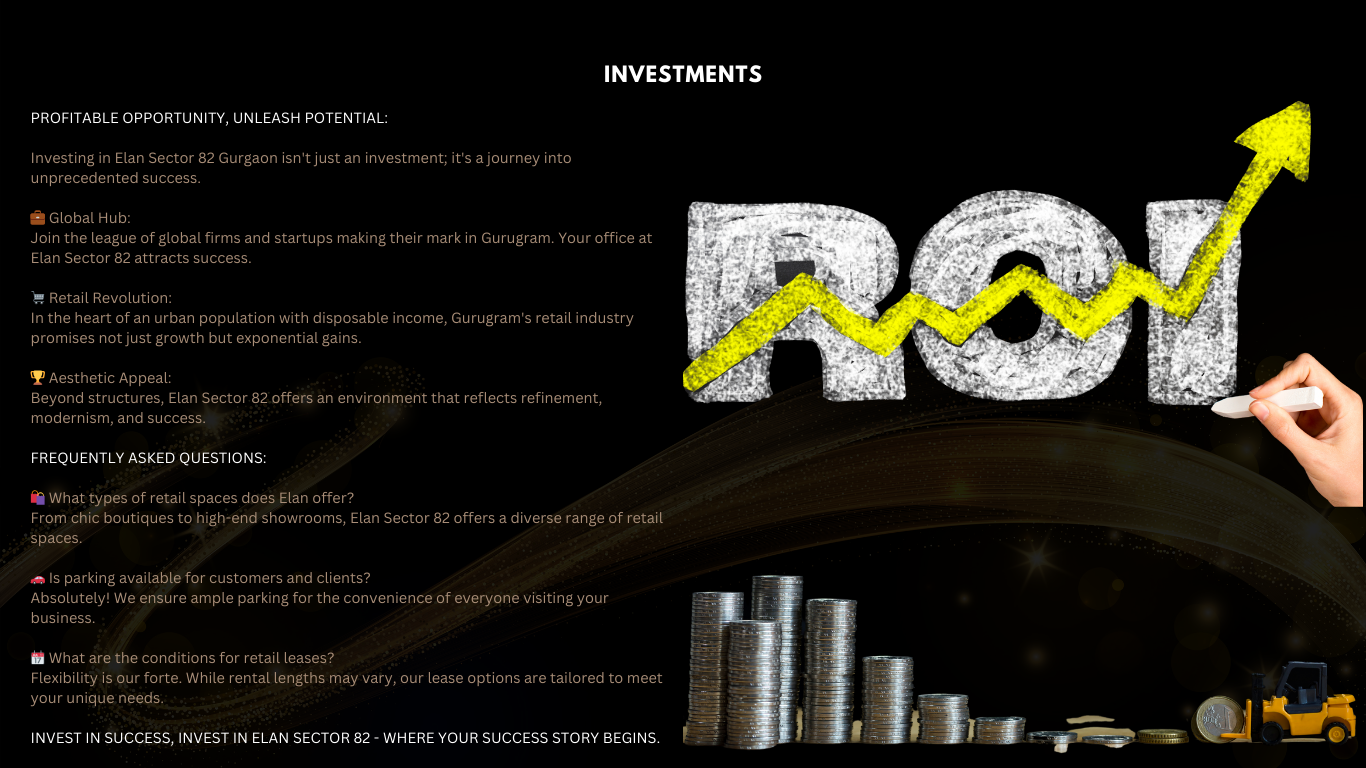 INVESTMENTS
PROFITABLE OPPORTUNITY, UNLEASH POTENTIAL:
Investing in Elan Sector 82 Gurgaon isn't just an investment; it's a journey into
unprecedented success.
💼 Global Hub:
Join the league of global firms and startups making their mark in Gurugram. Your office at
Elan Sector 82 attracts success.
🛒 Retail Revolution:
In the heart of an urban population with disposable income, Gurugram's retail industry
promises not just growth but exponential gains.
🏆 Aesthetic Appeal:
Beyond structures, Elan Sector 82 offers an environment that reflects refinement,
modernism, and success.
FREQUENTLY ASKED QUESTIONS:
🛍️ What types of retail spaces does Elan offer?
From chic boutiques to high-end showrooms, Elan Sector 82 offers a diverse range of retail
spaces.
🚗 Is parking available for customers and clients?
Absolutely! We ensure ample parking for the convenience of everyone visiting your
business.
📅 What are the conditions for retail leases?
Flexibility is our forte. While rental lengths may vary, our lease options are tailored to meet
your unique needs.
INVEST IN SUCCESS, INVEST IN ELAN SECTOR 82 - WHERE YOUR SUCCESS STORY BEGINS.
ROI